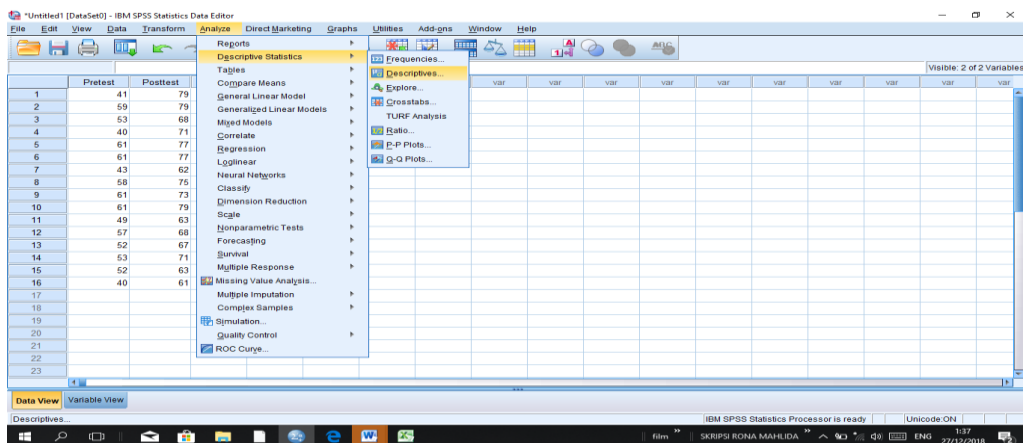 *Untitled1 [DataSet0] - IBM SPSS Statistics Data Editor
File Edit View Data Transform Analyze Direct Marketing Graphs Utilities Add-ons Window Help
Visible: 2 of 2 Variables
Pretest Posttest var var var var var var var var var
1 41 79
2 59 79
3 53 68
4 40 71
5 61 77
6 61 77
7 43 62
8 58 75
9 61 73
10 61 79
11 49 63
12 57 68
13 52 67
14 53 71
15 52 63
16 40 61
17
18
19
20
21
22
23
Reports
Descriptive Statistics
Tables
Compare Means
General Linear Model
Generalized Linear Models
Mixed Models
Correlate
Regression
Loglinear
Neural Networks
Classify
Dimension Reduction
Scale
Nonparametric Tests
Forecasting
Survival
Multiple Response
Missing Value Analysis...
Multiple Imputation
Complex Samples
Simulation...
Quality Control
ROC Curve...
Frequencies...
Descriptives...
Explore...
Crosstabs...
TURF Analysis
Ratio...
P-P Plots...
Q-Q Plots...
Data View Variable View
Descriptives... IBM SPSS Statistics Processor is ready Unicode:ON
film SKRIPSI RONA MAHLIDA ENG 1:37
27/12/2018